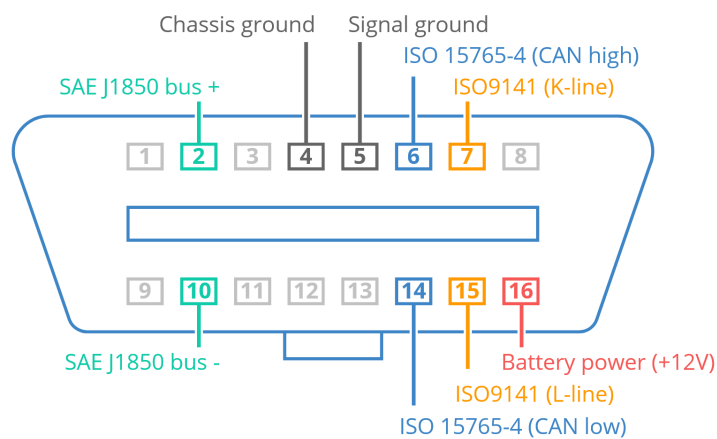 Chassis ground
Signal ground
ISO 15765-4 (CAN high)
SAE J1850 bus +
ISO9141 (K-line)
1 2 3 4 5 6 7 8
9 10 11 12 13 14 15 16
SAE J1850 bus -
Battery power (+12V)
ISO9141 (L-line)
ISO 15765-4 (CAN low)